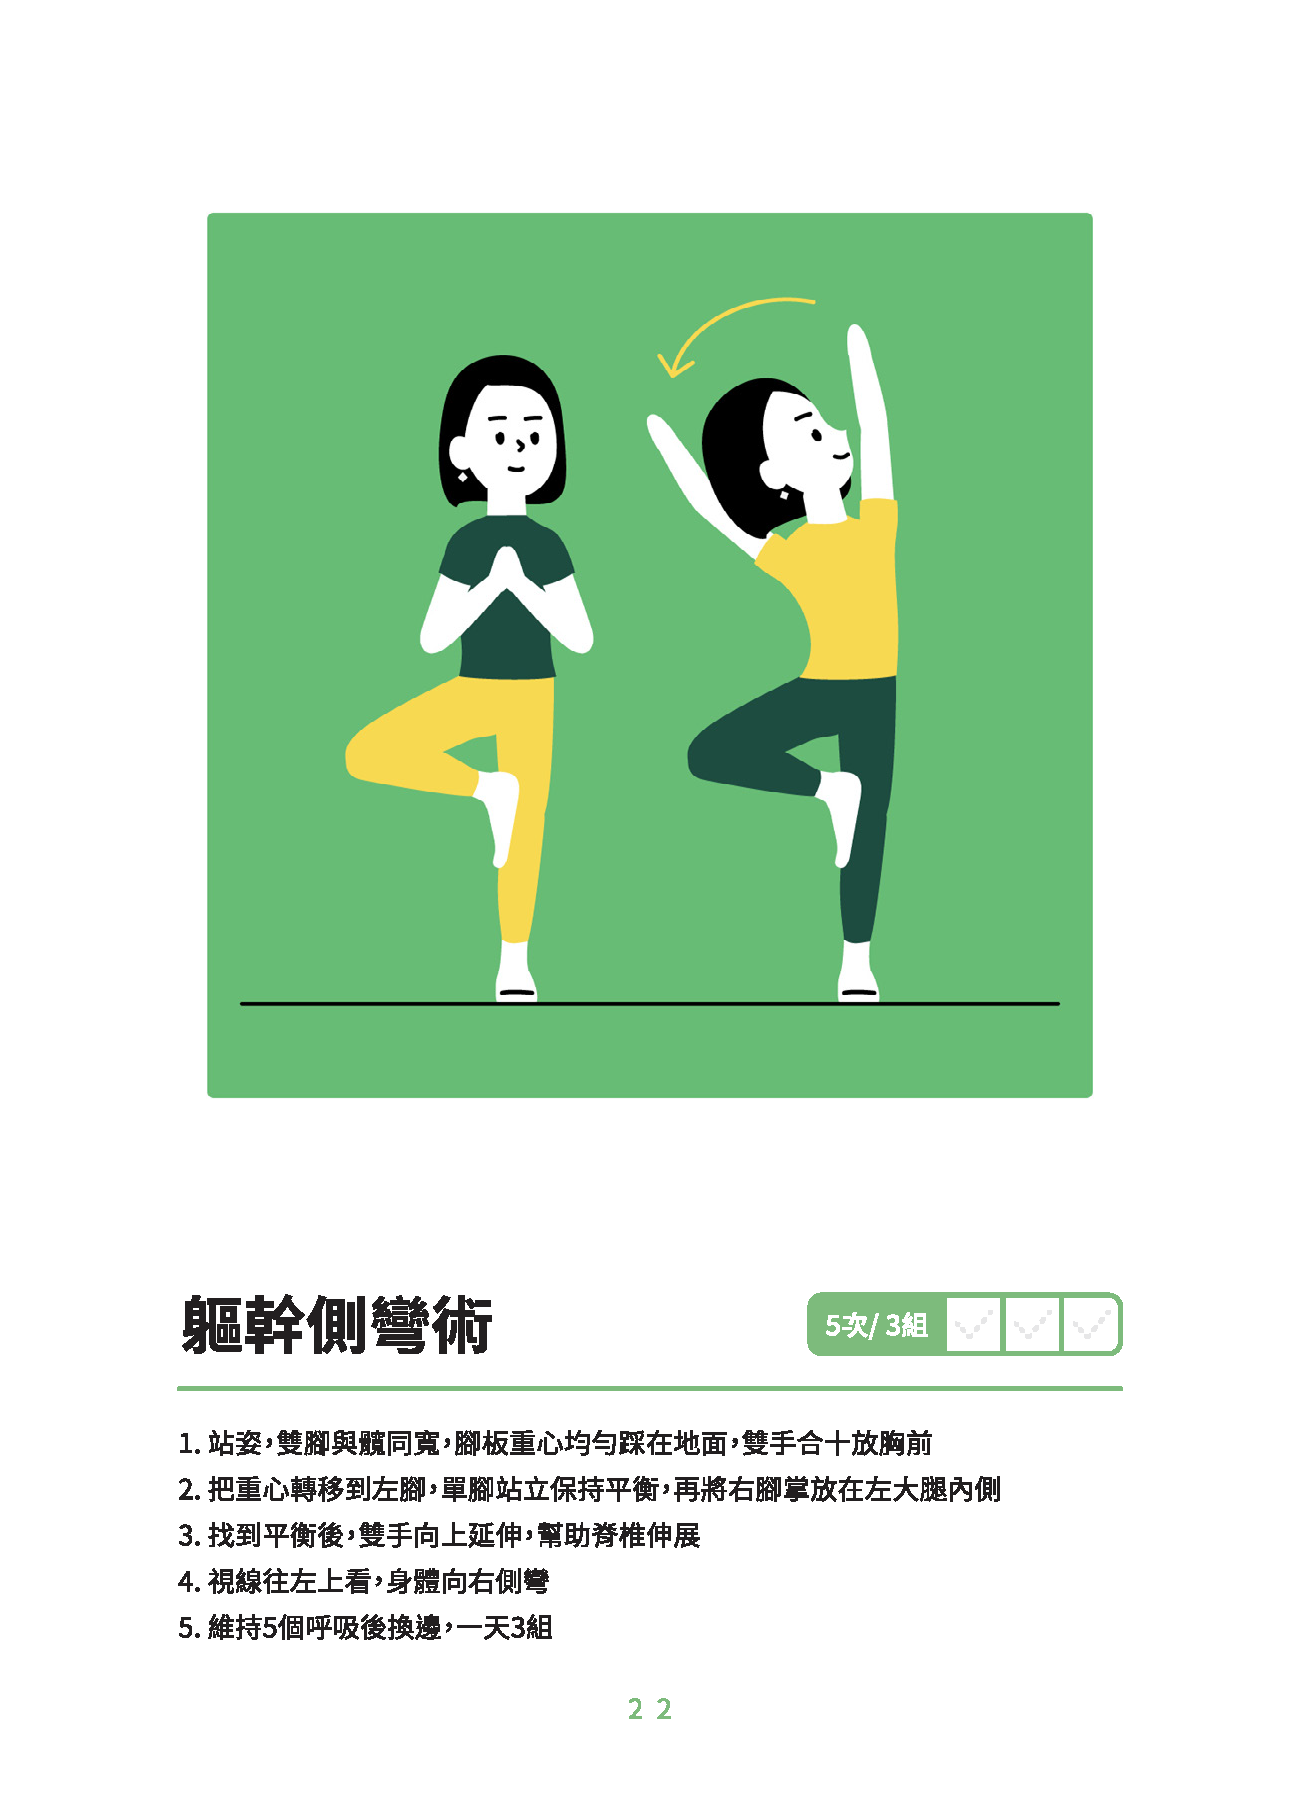 軀幹側彎術
5次/ 3組
1. 站姿，雙腳與髖同寬，腳板重心均勻踩在地面，雙手合十放胸前
2. 把重心轉移到左腳，單腳站立保持平衡，再將右腳掌放在左大腿內側
3. 找到平衡後，雙手向上延伸，幫助脊椎伸展
4. 視線往左上看，身體向右側彎
5. 維持5個呼吸後換邊，一天3組
22